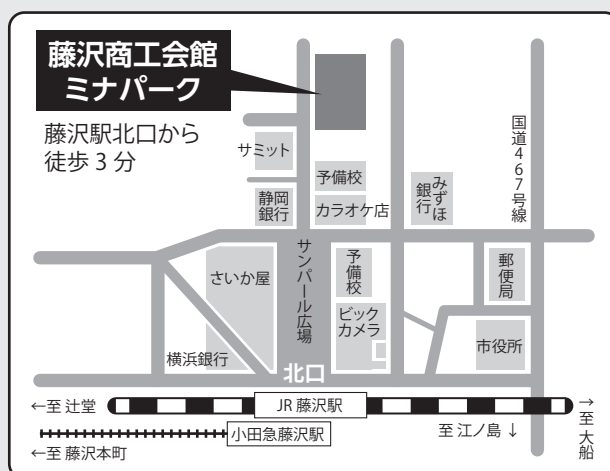 藤沢商工会館
ミナパーク
藤沢駅北口から
徒歩 3 分
サミット
予備校
静岡
銀行
カラオケ店
みずほ
銀行
国道467号線
さいか屋
サンパール広場
予備校
ビック
カメラ
郵便局
市役所
横浜銀行
北口
←至 辻堂
JR 藤沢駅
→至 大船
小田急藤沢駅
至 江ノ島 ↓
←至 藤沢本町